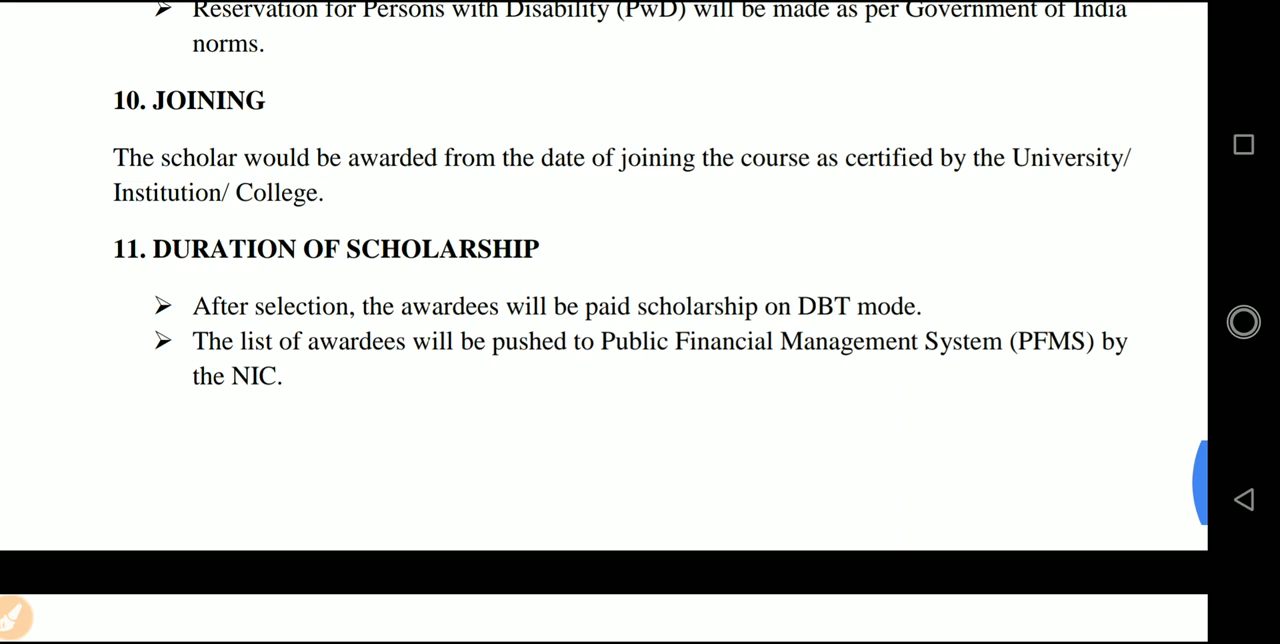 ➢ Reservation for Persons with Disability (PwD) will be made as per Government of India
norms.
10. JOINING
The scholar would be awarded from the date of joining the course as certified by the University/
Institution/ College.
11. DURATION OF SCHOLARSHIP
➢ After selection, the awardees will be paid scholarship on DBT mode.
➢ The list of awardees will be pushed to Public Financial Management System (PFMS) by
the NIC.